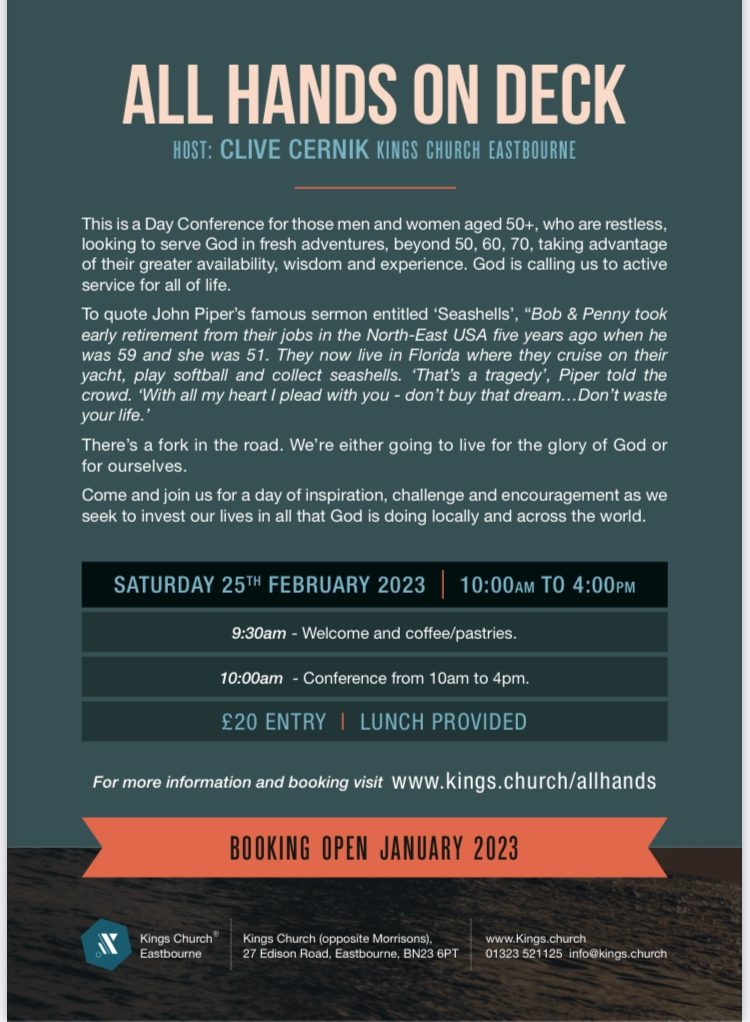 ALL HANDS ON DECK
HOST: CLIVE CERNIK KINGS CHURCH EASTBOURNE
This is a Day Conference for those men and women aged 50+, who are restless,
looking to serve God in fresh adventures, beyond 50, 60, 70, taking advantage
of their greater availability, wisdom and experience. God is calling us to active
service for all of life.
To quote John Piper's famous sermon entitled ‘Seashells’, “Bob & Penny took
early retirement from their jobs in the North-East USA five years ago when he
was 59 and she was 51. They now live in Florida where they cruise on their
yacht, play softball and collect seashells. ‘That's a tragedy’, Piper told the
crowd. ‘With all my heart I plead with you - don't buy that dream…Don't waste
your life.’
There's a fork in the road. We're either going to live for the glory of God or
for ourselves.
Come and join us for a day of inspiration, challenge and encouragement as we
seek to invest our lives in all that God is doing locally and across the world.
SATURDAY 25TH FEBRUARY 2023 | 10:00AM TO 4:00PM
9:30am - Welcome and coffee/pastries.
10:00am - Conference from 10am to 4pm.
£20 ENTRY | LUNCH PROVIDED
For more information and booking visit www.kings.church/allhands
BOOKING OPEN JANUARY 2023
Kings Church®
Eastbourne
Kings Church (opposite Morrisons),
27 Edison Road, Eastbourne, BN23 6PT
www.Kings.church
01323 521125 info@kings.church